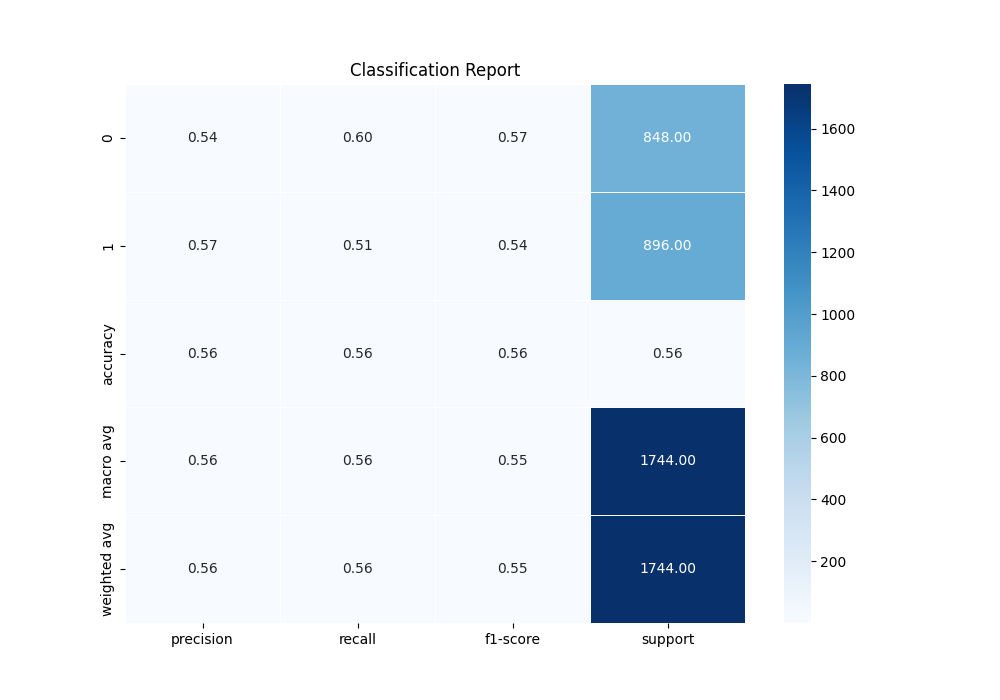 Classification Report
0 0.54 0.60 0.57 848.00
1 0.57 0.51 0.54 896.00
accuracy 0.56 0.56 0.56 0.56
macro avg 0.56 0.56 0.55 1744.00
weighted avg 0.56 0.56 0.55 1744.00
precision recall f1-score support
1600
1400
1200
1000
800
600
400
200